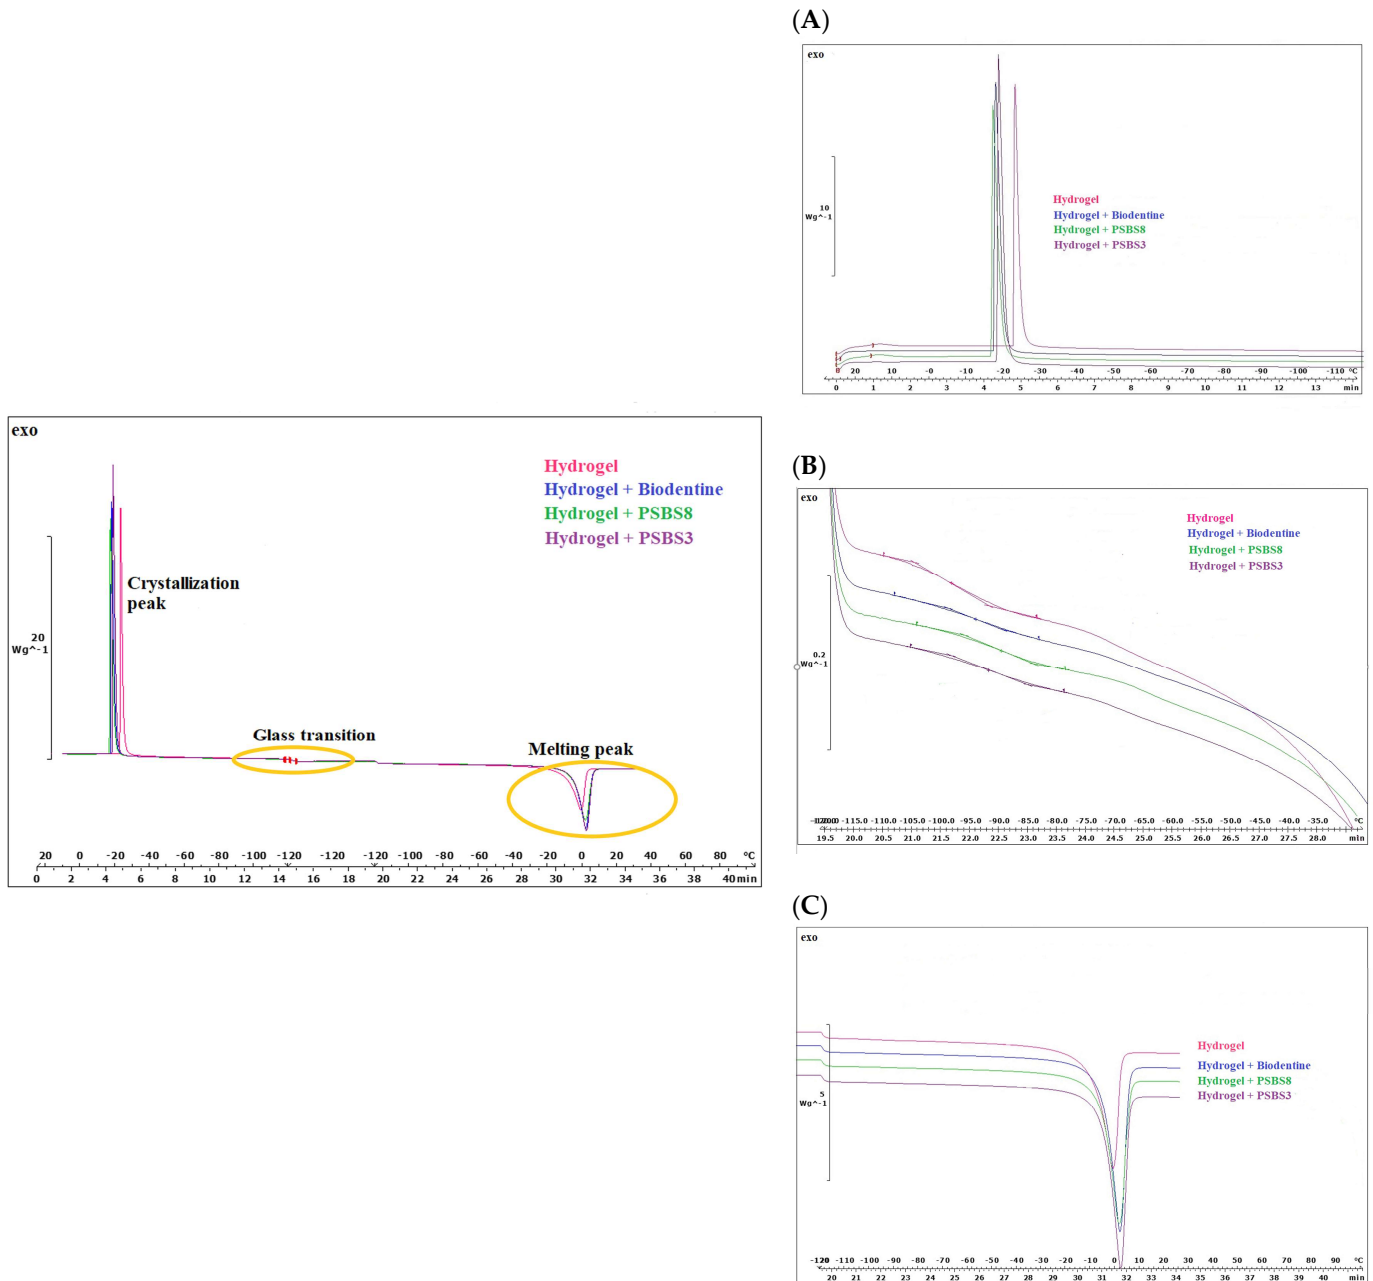 (A)
exo
10
Wg^-1
Hydrogel
Hydrogel + Biodentine
Hydrogel + PSBS8
Hydrogel + PSBS3
20 10 -0 -10 -20 -30 -40 -50 -60 -70 -80 -90 -100 -110 °C
0 1 2 3 4 5 6 7 8 9 10 11 12 13 min
exo
Hydrogel
Hydrogel + Biodentine
Hydrogel + PSBS8
Hydrogel + PSBS3
Crystallization
peak
20
Wg^-1
Glass transition
Melting peak
20 0 -20 -40 -60 -80 -100 -120 -120 -100 -80 -60 -40 -20 0 20 40 60 80 °C
0 2 4 6 8 10 12 14 16 18 20 22 24 26 28 30 32 34 36 38 40 min
(B)
exo
Hydrogel
Hydrogel + Biodentine
Hydrogel + PSBS8
Hydrogel + PSBS3
0.2
Wg^-1
-115.0 -110.0 -105.0 -100.0 -95.0 -90.0 -85.0 -80.0 -75.0 -70.0 -65.0 -60.0 -55.0 -50.0 -45.0 -40.0 -35.0 °C
19.5 20.0 20.5 21.0 21.5 22.0 22.5 23.0 23.5 24.0 24.5 25.0 25.5 26.0 26.5 27.0 27.5 28.0 min
(C)
exo
Hydrogel
Hydrogel + Biodentine
Hydrogel + PSBS8
Hydrogel + PSBS3
5
Wg^-1
-120 -110 -100 -90 -80 -70 -60 -50 -40 -30 -20 -10 0 10 20 30 40 50 60 70 80 90 °C
20 21 22 23 24 25 26 27 28 29 30 31 32 33 34 35 36 37 38 39 40 min